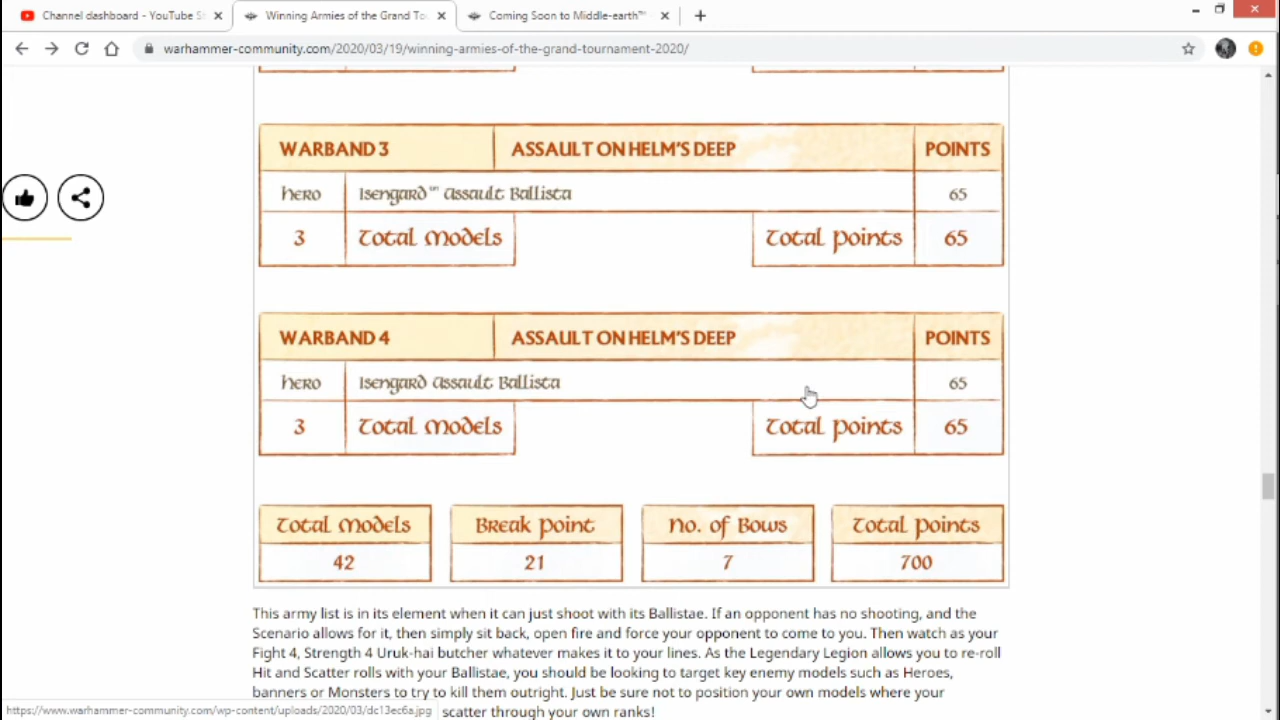 Channel dashboard - YouTube S
Winning Armies of the Grand To
Coming Soon to Middle-earth™
warhammer-community.com/2020/03/19/winning-armies-of-the-grand-tournament-2020/
WARBAND 3 ASSAULT ON HELM'S DEEP POINTS
hero Isengard™ Assault Ballista 65
3 Total Models Total Points 65
WARBAND 4 ASSAULT ON HELM'S DEEP POINTS
hero Isengard Assault Ballista 65
3 Total Models Total Points 65
Total Models Break Point No. of Bows Total Points
42 21 7 700
This army list is in its element when it can just shoot with its Ballistae. If an opponent has no shooting, and the
Scenario allows for it, then simply sit back, open fire and force your opponent to come to you. Then watch as your
Fight 4, Strength 4 Uruk-hai butcher whatever makes it to your lines. As the Legendary Legion allows you to re-roll
Hit and Scatter rolls with your Ballistae, you should be looking to target key enemy models such as Heroes,
banners or Monsters to try to kill them outright. Just be sure not to position your own models where your
scatter through your own ranks!
https://www.warhammer-community.com/wp-content/uploads/2020/03/dc13ec6a.jpg